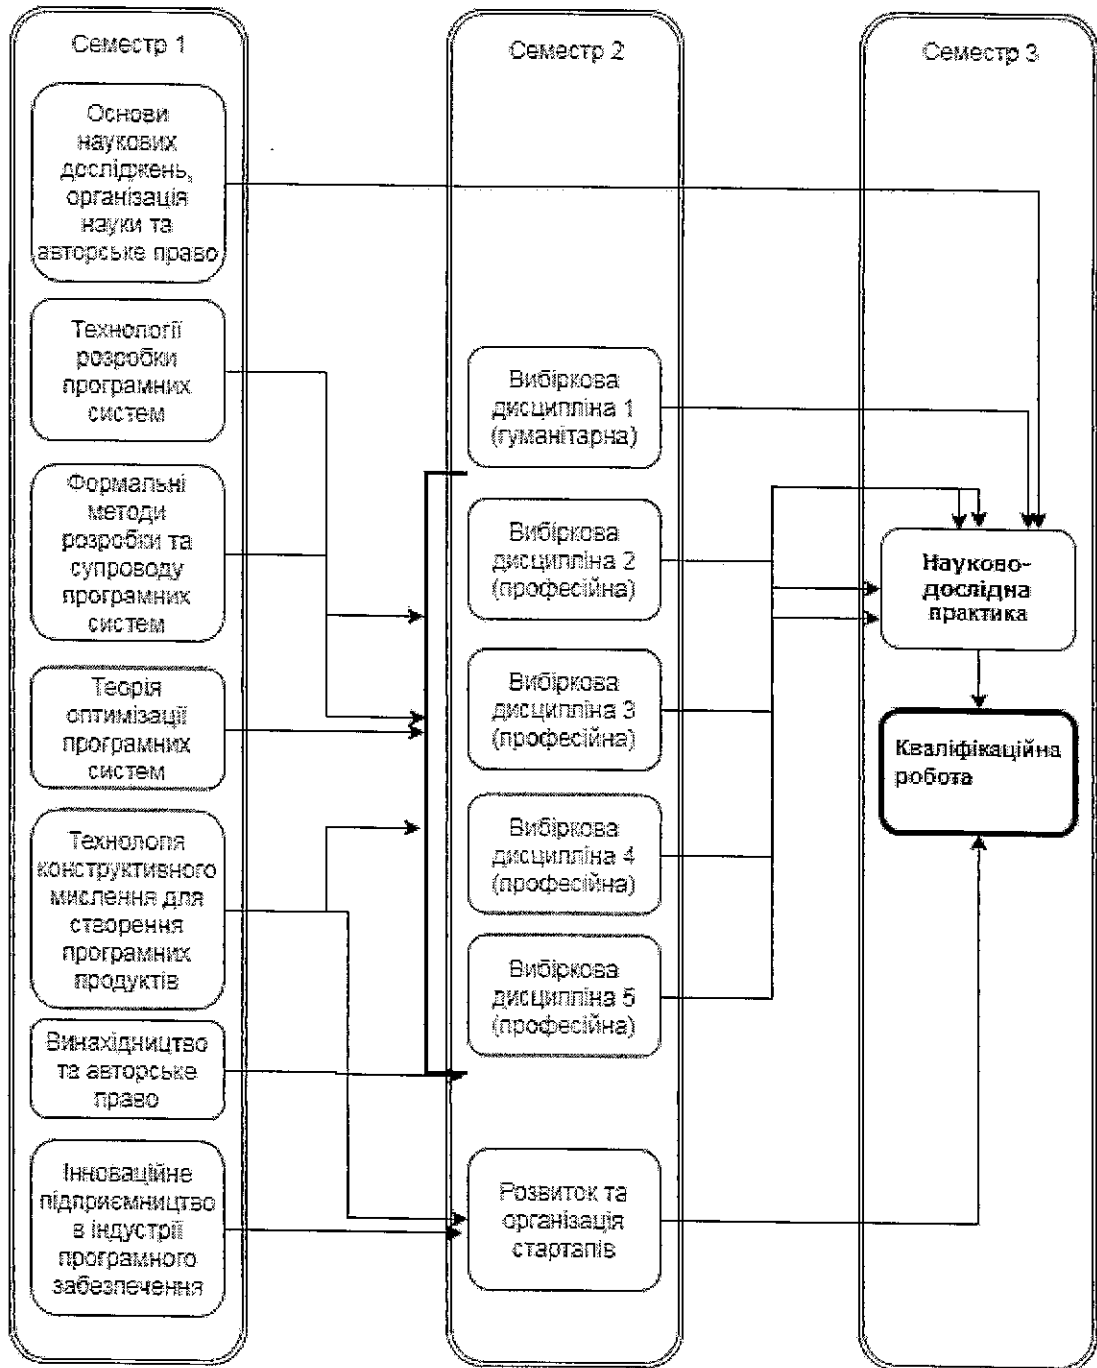 Семестр 1
Основи
наукових
досліджень,
організація
науки та
авторське право
Технології
розробки
програмних
систем
Формальні
методи
розробки та
супроводу
програмних
систем
Теорія
оптимізації
програмних
систем
Технологія
конструктивного
мислення для
створення
програмних
продуктів
Винахідництво
та авторське
право
Інноваційне
підприємництво
в індустрії
програмного
забезпечення
Семестр 2
Вибіркова
дисципліна 1
(гуманітарна)
Вибіркова
дисципліна 2
(професійна)
Вибіркова
дисципліна 3
(професійна)
Вибіркова
дисципліна 4
(професійна)
Вибіркова
дисципліна 5
(професійна)
Розвиток та
організація
стартапів
Семестр 3
Науково-
дослідна
практика
Кваліфікаційна
робота